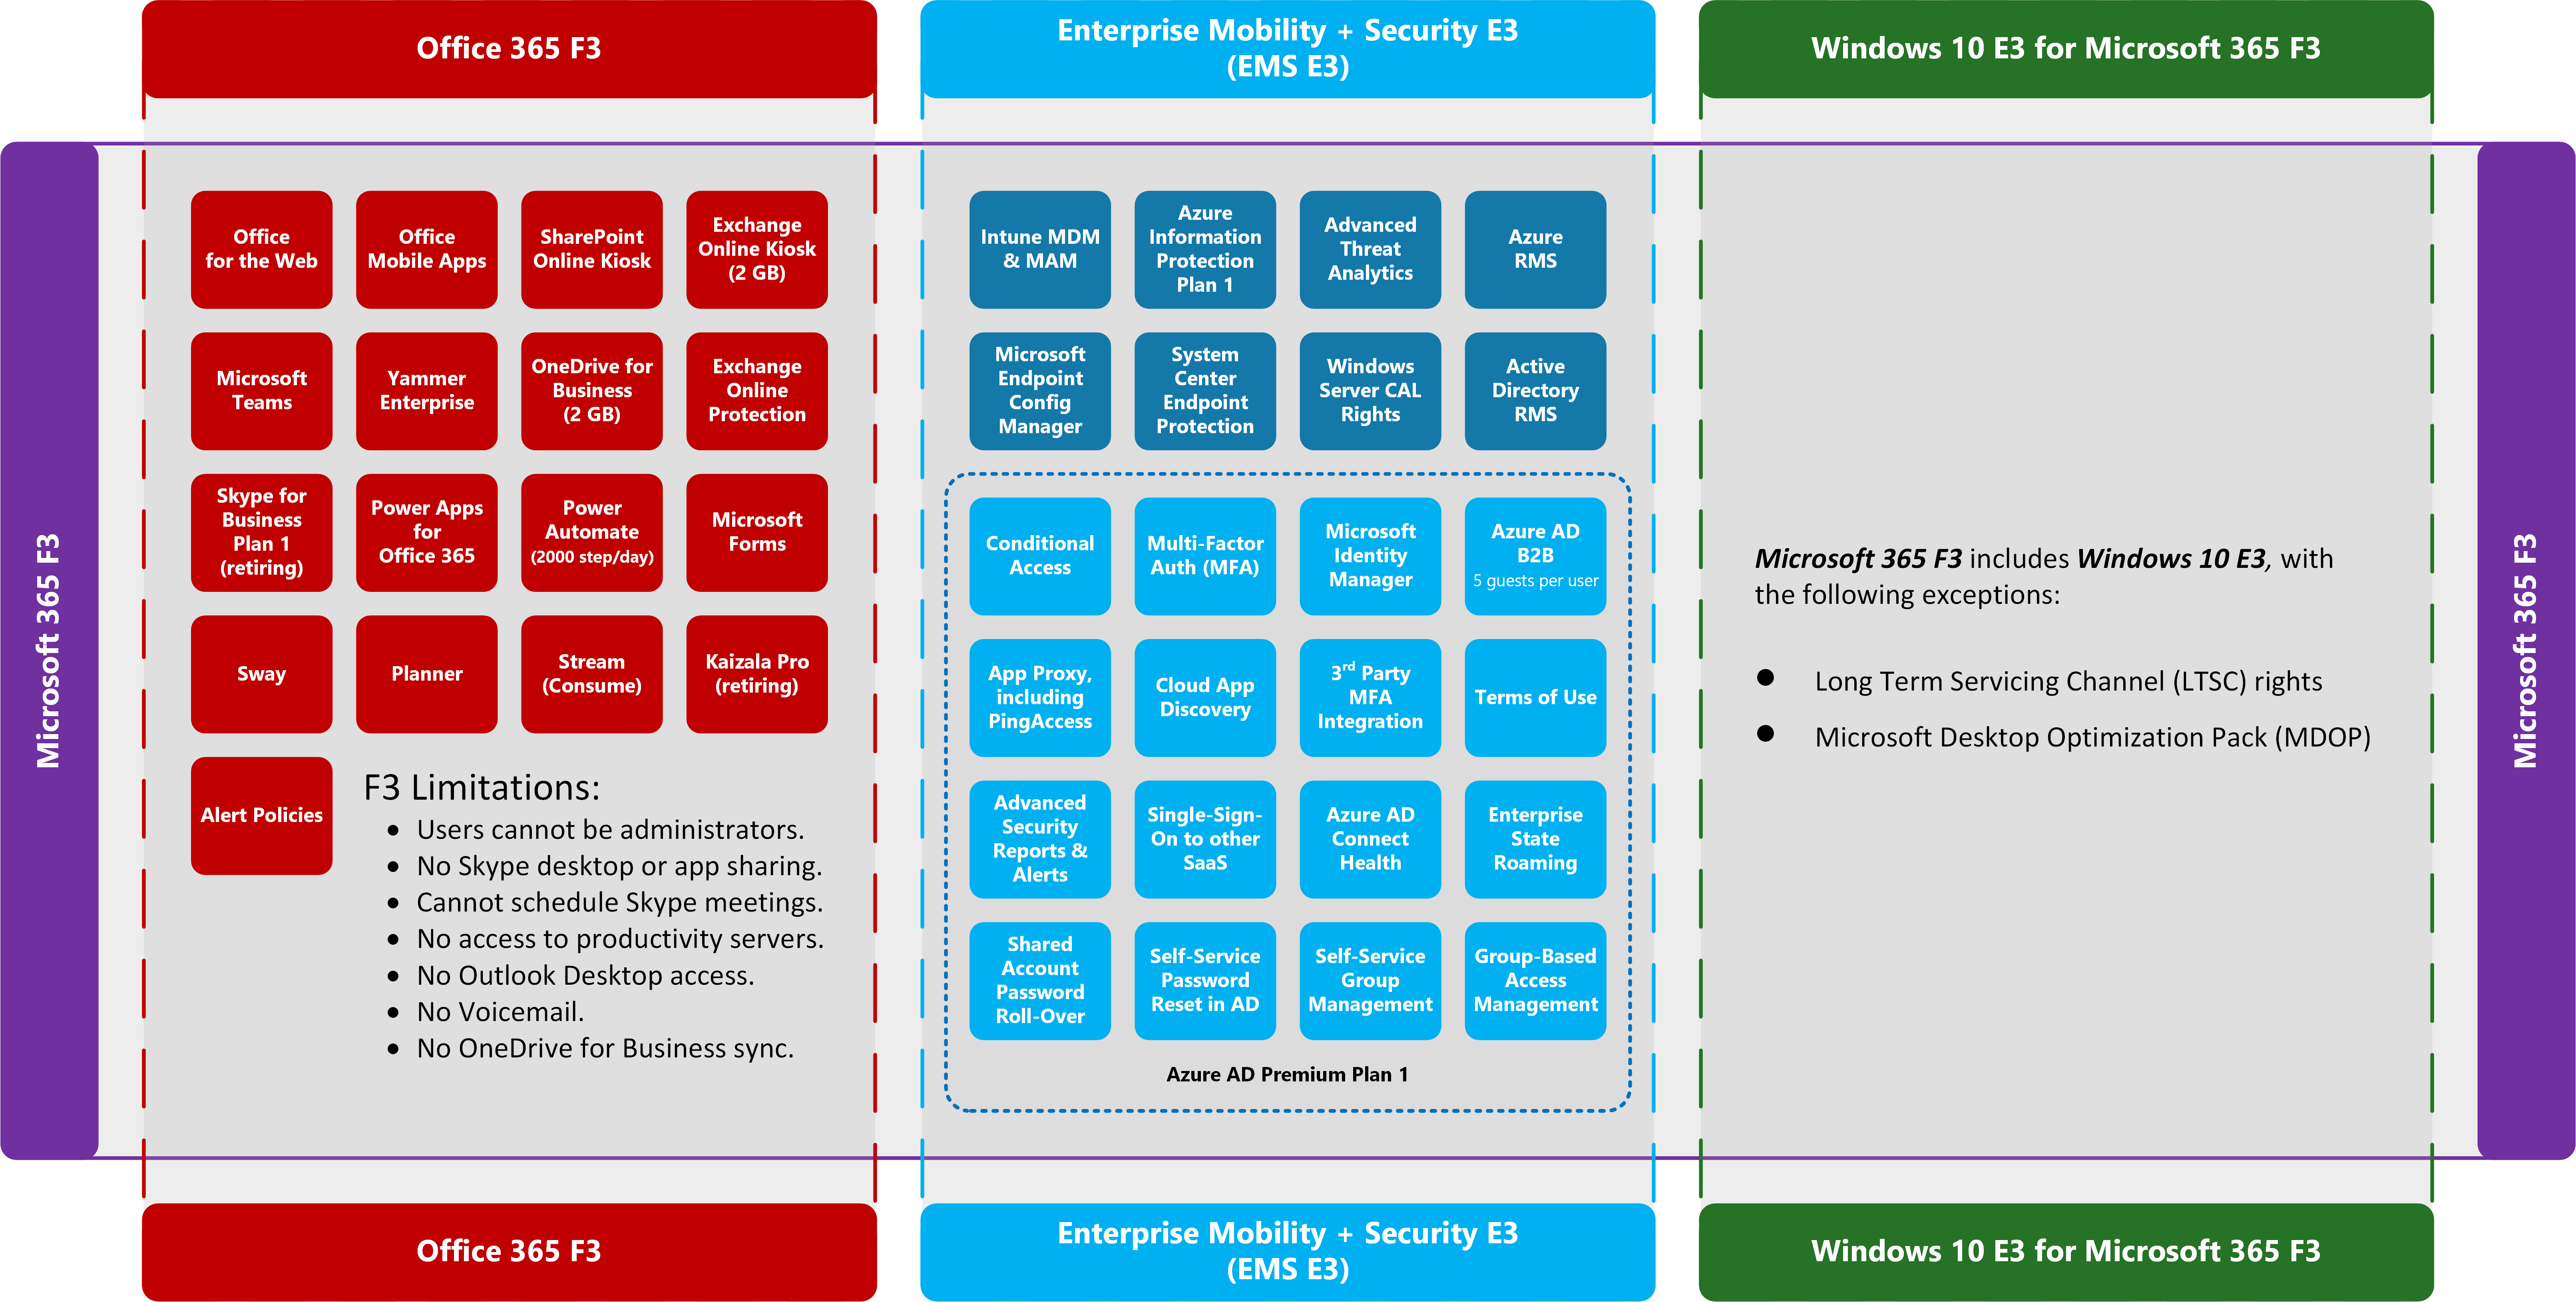 Office 365 F3
Enterprise Mobility + Security E3
(EMS E3)
Windows 10 E3 for Microsoft 365 F3
Microsoft 365 F3
Office
for the Web
Office
Mobile Apps
SharePoint
Online Kiosk
Exchange
Online Kiosk
(2 GB)
Microsoft
Teams
Yammer
Enterprise
OneDrive for
Business
(2 GB)
Exchange
Online
Protection
Skype for
Business
Plan 1
(retiring)
Power Apps
for
Office 365
Power
Automate
(2000 step/day)
Microsoft
Forms
Sway
Planner
Stream
(Consume)
Kaizala Pro
(retiring)
Alert Policies
F3 Limitations:
• Users cannot be administrators.
• No Skype desktop or app sharing.
• Cannot schedule Skype meetings.
• No access to productivity servers.
• No Outlook Desktop access.
• No Voicemail.
• No OneDrive for Business sync.
Intune MDM
& MAM
Azure
Information
Protection
Plan 1
Advanced
Threat
Analytics
Azure
RMS
Microsoft
Endpoint
Config
Manager
System
Center
Endpoint
Protection
Windows
Server CAL
Rights
Active
Directory
RMS
Conditional
Access
Multi-Factor
Auth (MFA)
Microsoft
Identity
Manager
Azure AD
B2B
5 guests per user
App Proxy,
including
PingAccess
Cloud App
Discovery
3rd Party
MFA
Integration
Terms of Use
Advanced
Security
Reports &
Alerts
Single-Sign-
On to other
SaaS
Azure AD
Connect
Health
Enterprise
State
Roaming
Shared
Account
Password
Roll-Over
Self-Service
Password
Reset in AD
Self-Service
Group
Management
Group-Based
Access
Management
Azure AD Premium Plan 1
Microsoft 365 F3 includes Windows 10 E3, with
the following exceptions:
• Long Term Servicing Channel (LTSC) rights
• Microsoft Desktop Optimization Pack (MDOP)
Microsoft 365 F3
Office 365 F3
Enterprise Mobility + Security E3
(EMS E3)
Windows 10 E3 for Microsoft 365 F3